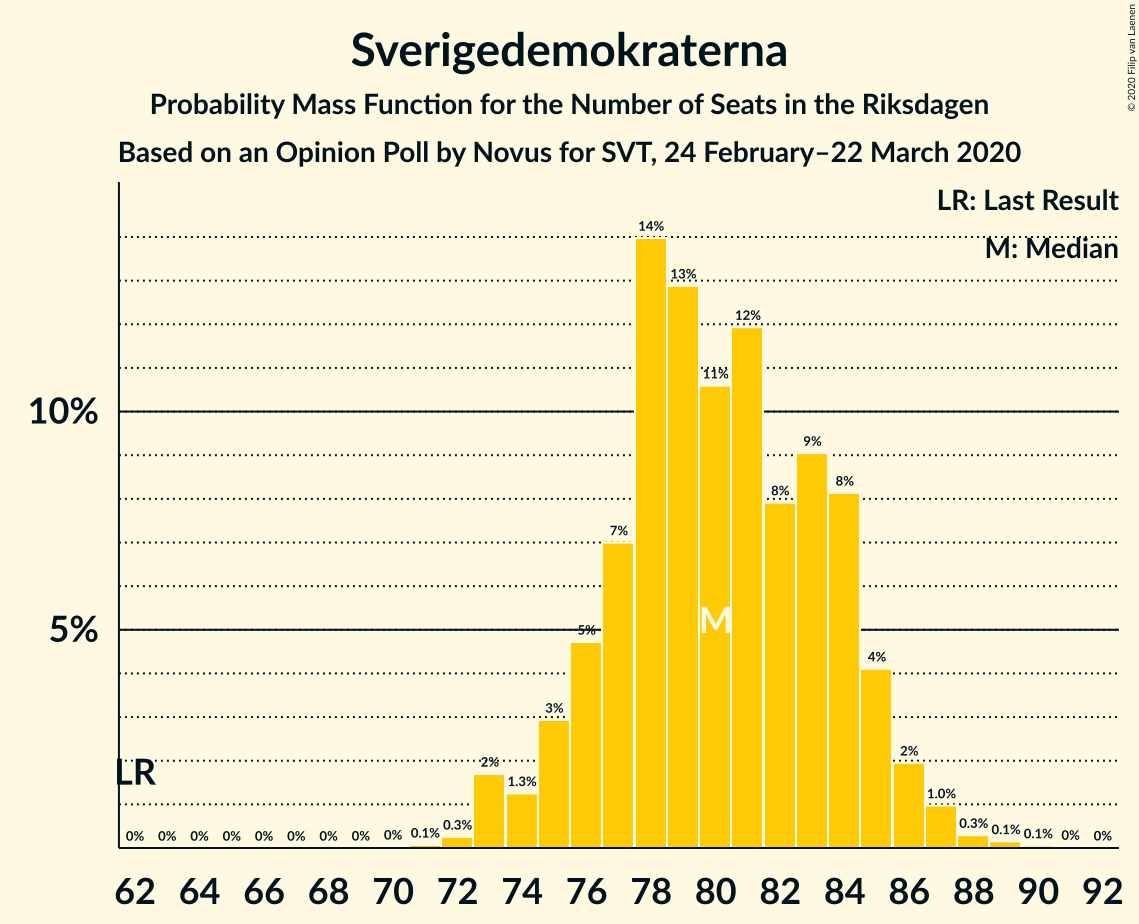 Sverigedemokraterna
Probability Mass Function for the Number of Seats in the Riksdagen
Based on an Opinion Poll by Novus for SVT, 24 February–22 March 2020
© 2020 Filip van Laenen
LR: Last Result
M: Median
10%
5%
LR
M
0% 0% 0% 0% 0% 0% 0% 0% 0% 0.1% 0.3% 2% 1.3% 3% 5% 7% 14% 13% 11% 12% 8% 9% 8% 4% 2% 1.0% 0.3% 0.1% 0.1% 0% 0%
62 64 66 68 70 72 74 76 78 80 82 84 86 88 90 92